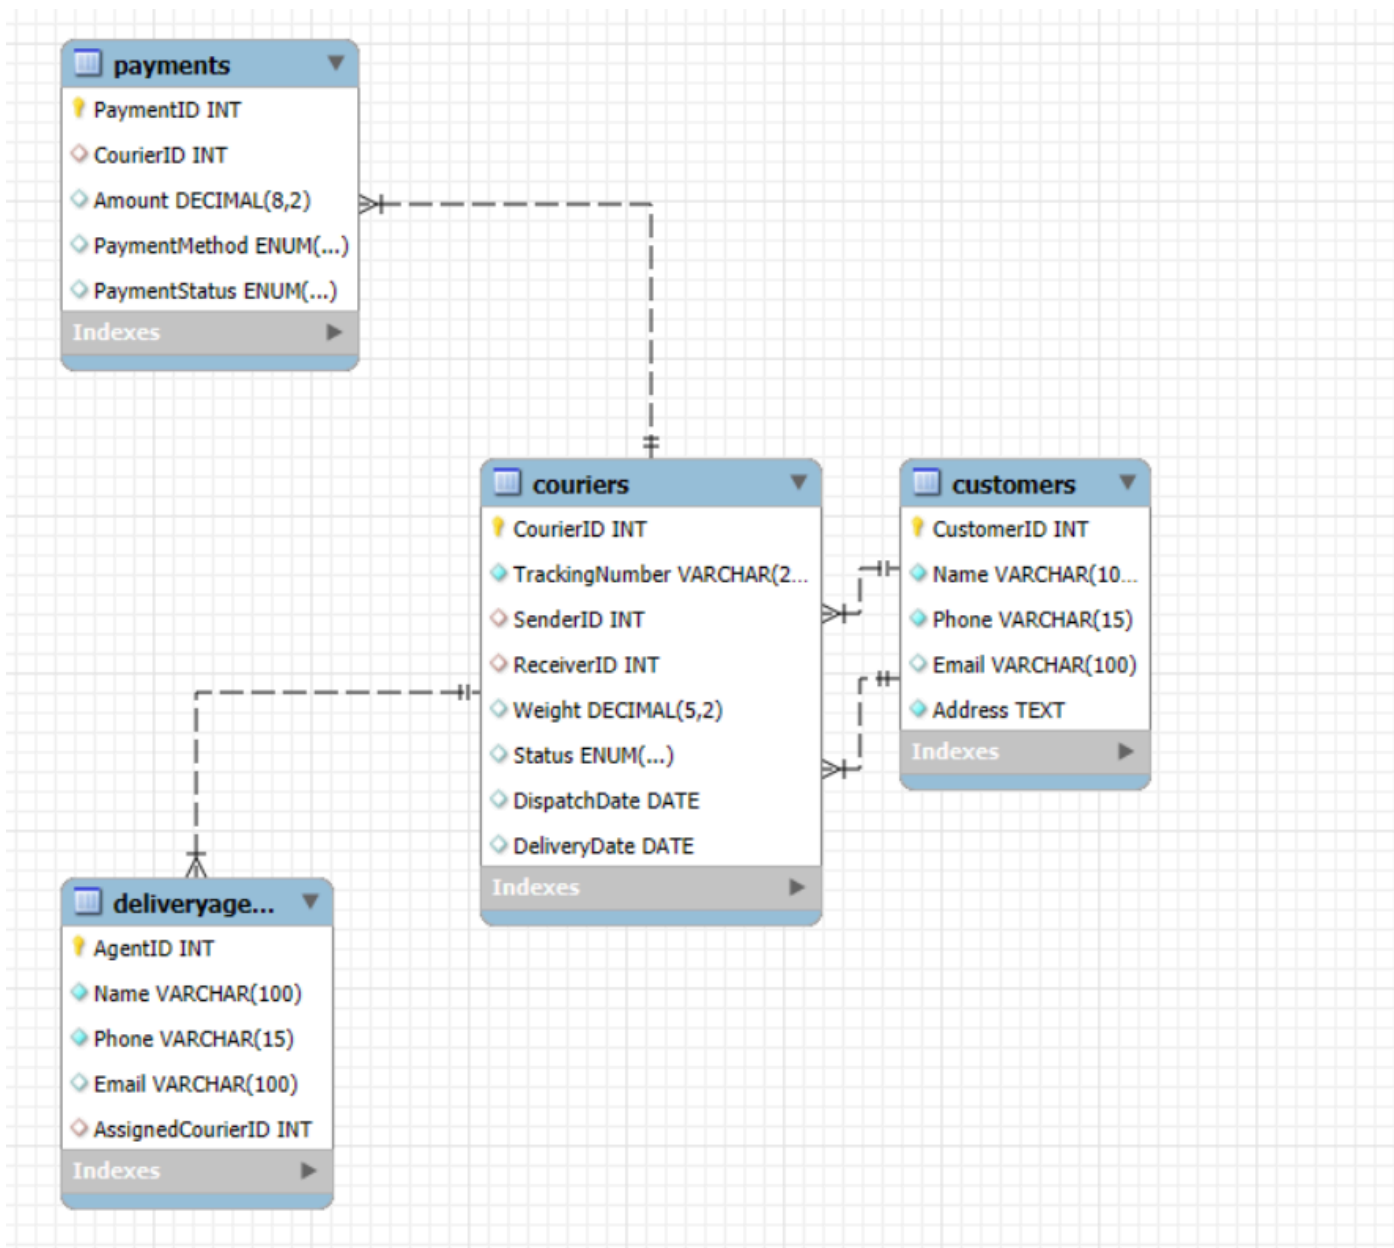 payments
PaymentID INT
CourierID INT
Amount DECIMAL(8,2)
PaymentMethod ENUM(...)
PaymentStatus ENUM(...)
Indexes
couriers
CourierID INT
TrackingNumber VARCHAR(2...
SenderID INT
ReceiverID INT
Weight DECIMAL(5,2)
Status ENUM(...)
DispatchDate DATE
DeliveryDate DATE
Indexes
customers
CustomerID INT
Name VARCHAR(10...
Phone VARCHAR(15)
Email VARCHAR(100)
Address TEXT
Indexes
deliveryage...
AgentID INT
Name VARCHAR(100)
Phone VARCHAR(15)
Email VARCHAR(100)
AssignedCourierID INT
Indexes